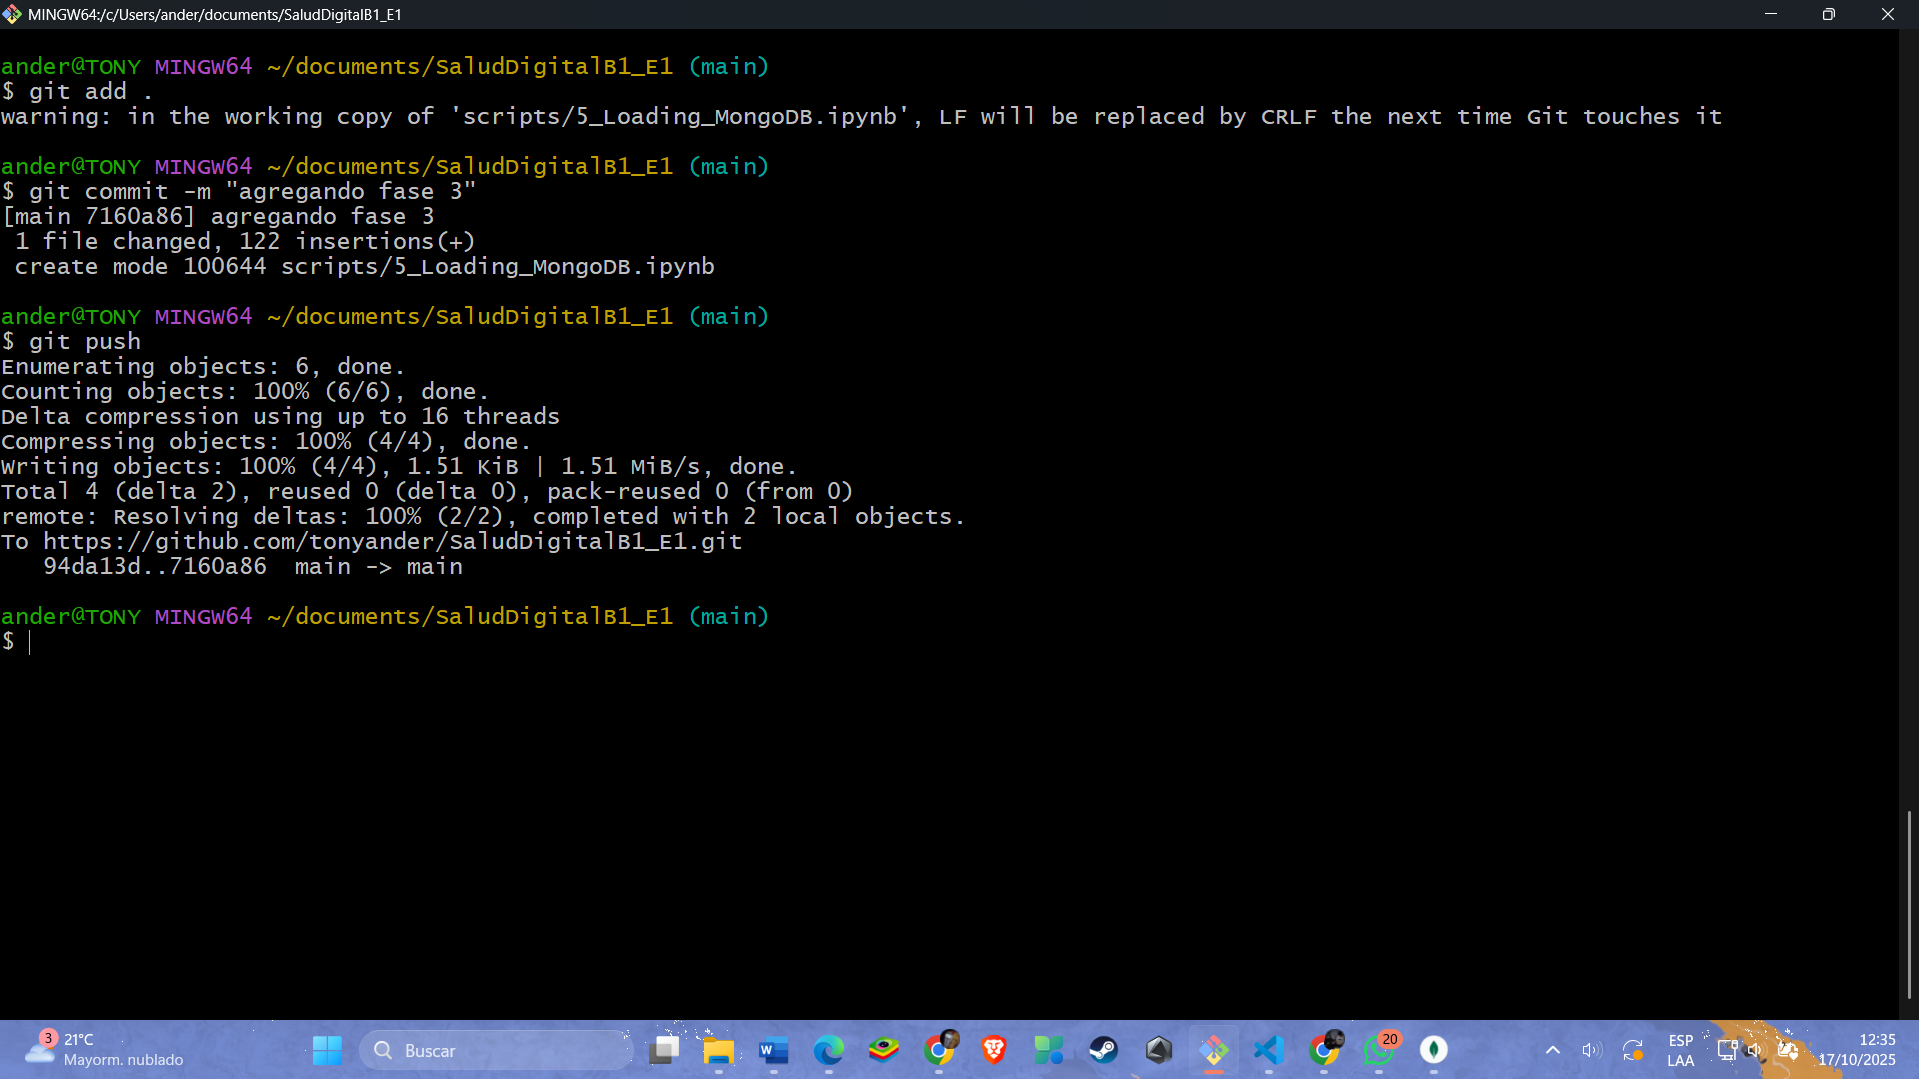 MINGW64:/c/Users/ander/documents/SaludDigitalB1_E1
ander@TONY MINGW64 ~/documents/SaludDigitalB1_E1 (main)
$ git add .
warning: in the working copy of 'scripts/5_Loading_MongoDB.ipynb', LF will be replaced by CRLF the next time Git touches it
ander@TONY MINGW64 ~/documents/SaludDigitalB1_E1 (main)
$ git commit -m "agregando fase 3"
[main 7160a86] agregando fase 3
 1 file changed, 122 insertions(+)
 create mode 100644 scripts/5_Loading_MongoDB.ipynb
ander@TONY MINGW64 ~/documents/SaludDigitalB1_E1 (main)
$ git push
Enumerating objects: 6, done.
Counting objects: 100% (6/6), done.
Delta compression using up to 16 threads
Compressing objects: 100% (4/4), done.
Writing objects: 100% (4/4), 1.51 KiB | 1.51 MiB/s, done.
Total 4 (delta 2), reused 0 (delta 0), pack-reused 0 (from 0)
remote: Resolving deltas: 100% (2/2), completed with 2 local objects.
To https://github.com/tonyander/SaludDigitalB1_E1.git
   94da13d..7160a86  main -> main
ander@TONY MINGW64 ~/documents/SaludDigitalB1_E1 (main)
$
3
21°C
Mayorm. nublado
Buscar
W
20
ESP
LAA
12:35
17/10/2025